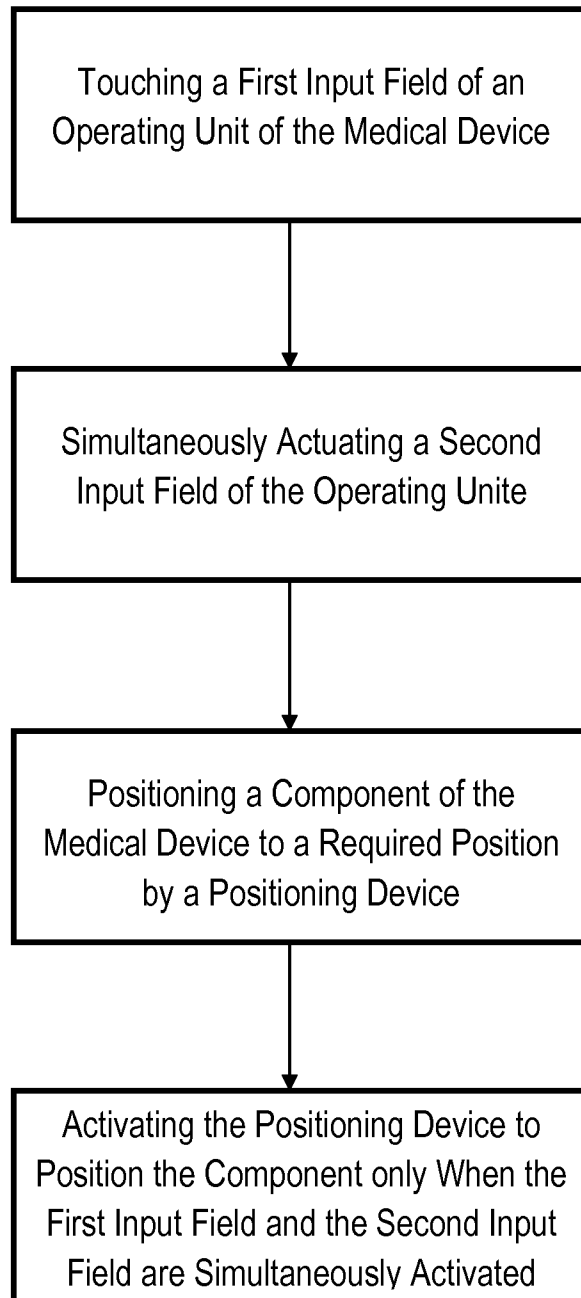 Touching a First Input Field of an
Operating Unit of the Medical Device
Simultaneously Actuating a Second
Input Field of the Operating Unite
Positioning a Component of the
Medical Device to a Required Position
by a Positioning Device
Activating the Positioning Device to
Position the Component only When the
First Input Field and the Second Input
Field are Simultaneously Activated